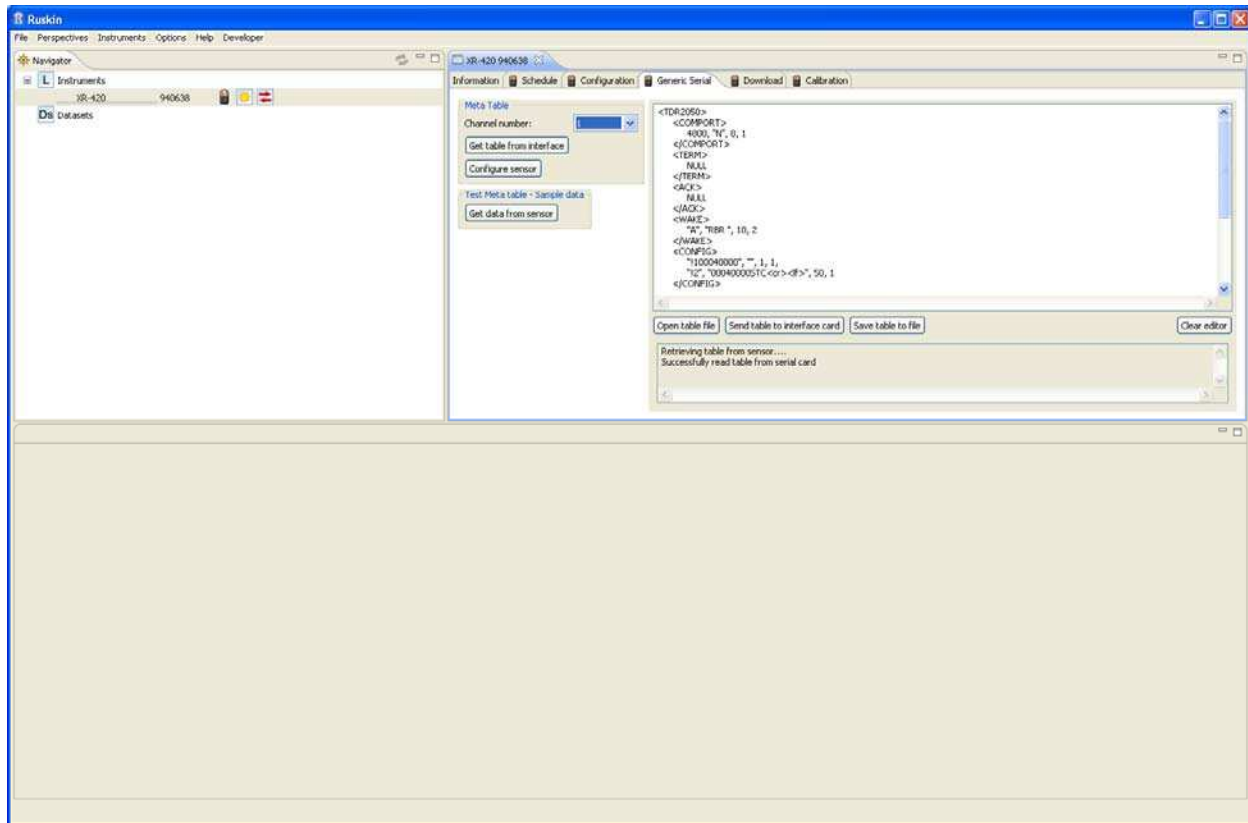 Ruskin
File Perspectives Instruments Options Help Developer
Navigator
L Instruments
XR-420 940638
Ds Datasets
XR-420 940638
Information Schedule Configuration Generic Serial Download Calibration
Meta Table
Channel number: 1
Get table from interface
Configure sensor
Test Meta table - Sample data
Get data from sensor
<TDR2050>
<COMPORT>
4800, "N", 8, 1
</COMPORT>
<TERM>
NULL
</TERM>
<ACK>
NULL
</ACK>
<WAKE>
"A", "RBR ", 10, 2
</WAKE>
<CONFIG>
"!100040000", "", 1, 1,
"!2", "00040000STC<cr><lf>", 50, 1
</CONFIG>
Open table file Send table to interface card Save table to file Clear editor
Retrieving table from sensor....
Successfully read table from serial card